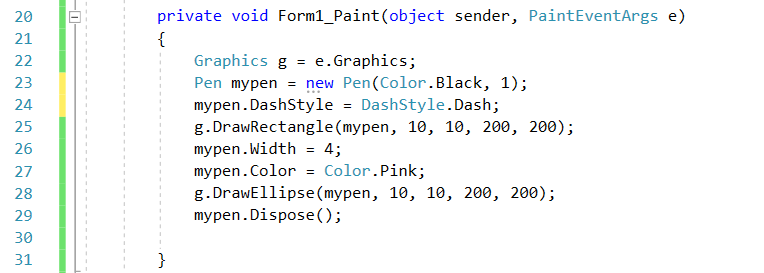 20 private void Form1_Paint(object sender, PaintEventArgs e)
21 {
22 Graphics g = e.Graphics;
23 Pen mypen = new Pen(Color.Black, 1);
24 mypen.DashStyle = DashStyle.Dash;
25 g.DrawRectangle(mypen, 10, 10, 200, 200);
26 mypen.Width = 4;
27 mypen.Color = Color.Pink;
28 g.DrawEllipse(mypen, 10, 10, 200, 200);
29 mypen.Dispose();
30
31 }